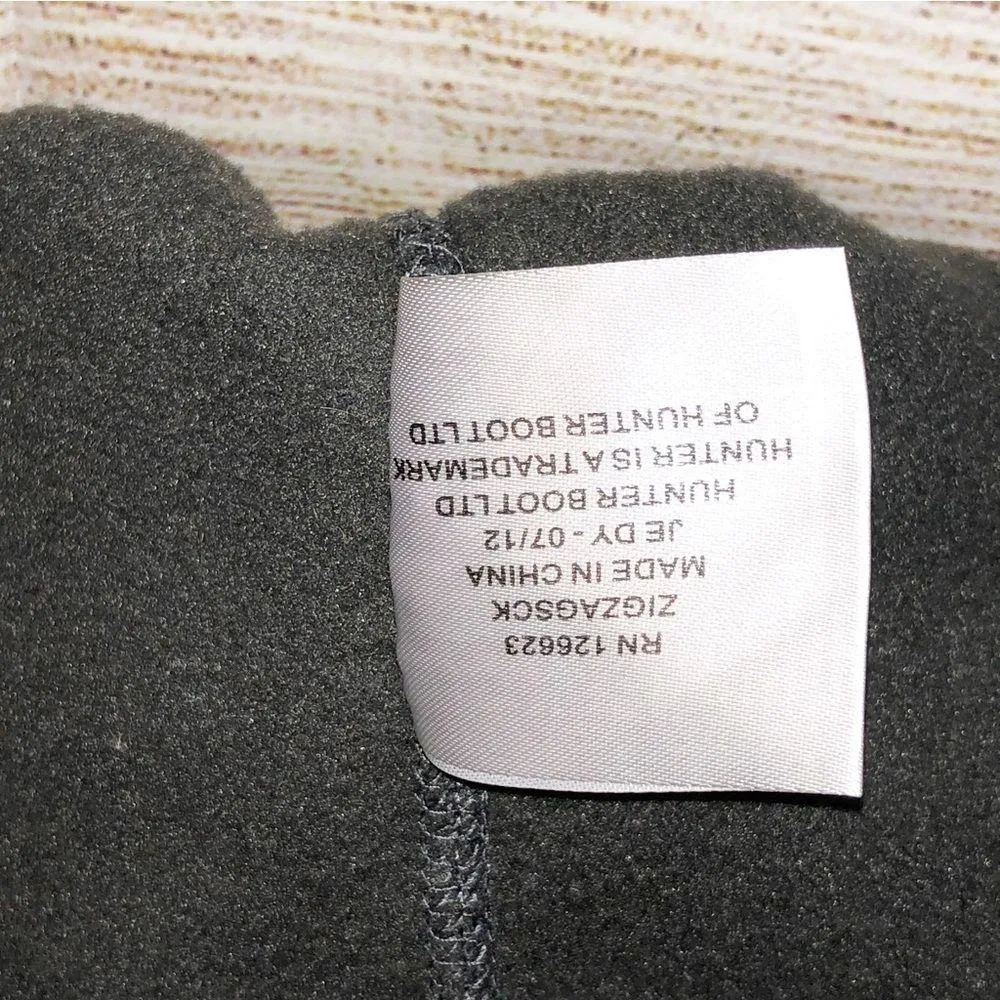 RN 126623
ZIGZAGSCK
MADE IN CHINA
JE DY - 07/12
HUNTER BOOT LTD
HUNTER IS A TRADEMARK
OF HUNTER BOOT LTD